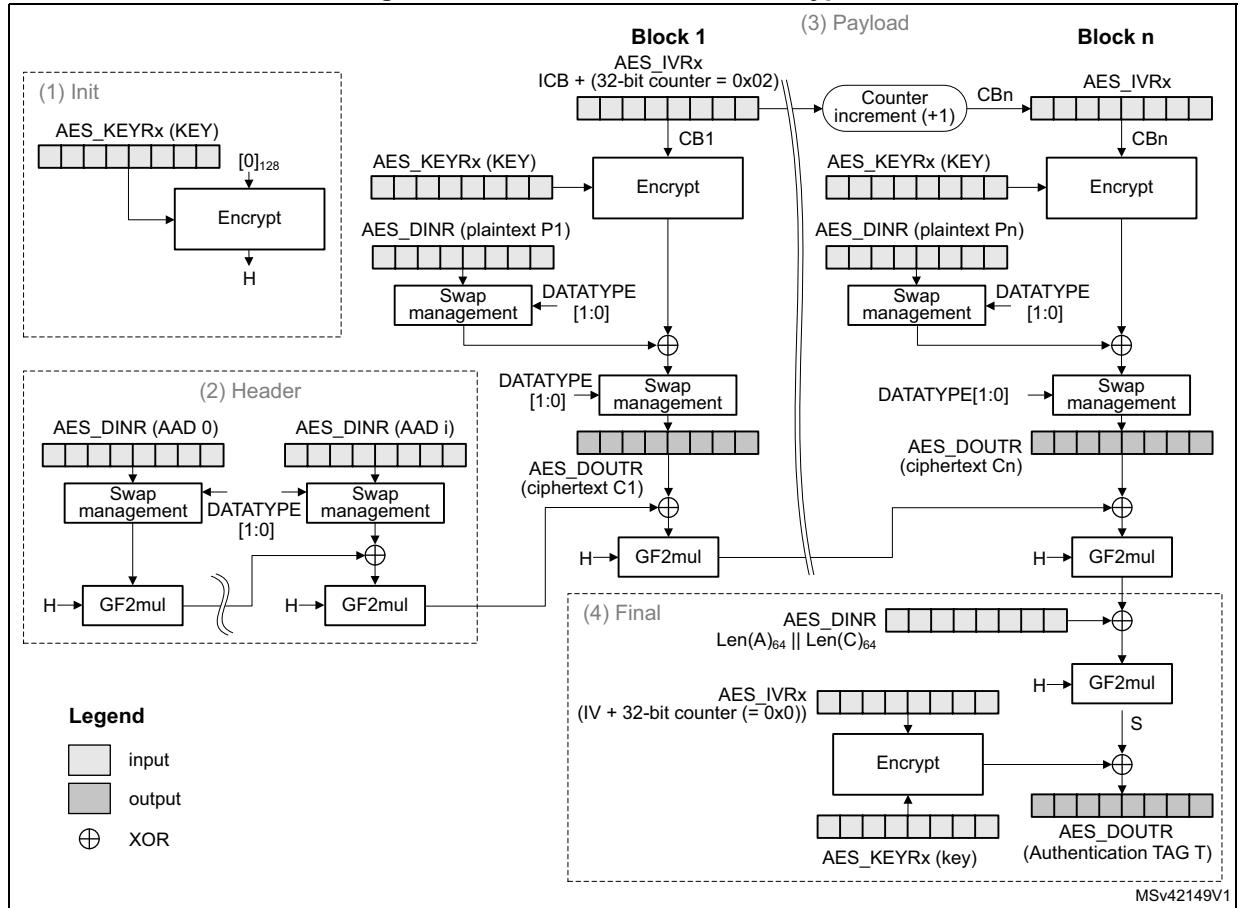 (3) Payload
Block 1
Block n
AES_IVRx
ICB + (32-bit counter = 0x02)
Counter
increment (+1)
CBn
AES_IVRx
CB1
CBn
(1) Init
AES_KEYRx (KEY)
[0]128
Encrypt
H
AES_KEYRx (KEY)
Encrypt
AES_KEYRx (KEY)
Encrypt
AES_DINR (plaintext P1)
Swap
management
DATATYPE
[1:0]
AES_DINR (plaintext Pn)
Swap
management
DATATYPE
[1:0]
DATATYPE
[1:0]
Swap
management
DATATYPE[1:0]
Swap
management
AES_DOUTR
(ciphertext C1)
AES_DOUTR
(ciphertext Cn)
H
GF2mul
H
GF2mul
(2) Header
AES_DINR (AAD 0)
AES_DINR (AAD i)
Swap
management
DATATYPE
[1:0]
Swap
management
H
GF2mul
H
GF2mul
(4) Final
AES_DINR
Len(A)64 || Len(C)64
H
GF2mul
AES_IVRx
(IV + 32-bit counter (= 0x0))
S
Encrypt
AES_KEYRx (key)
AES_DOUTR
(Authentication TAG T)
Legend
input
output
XOR
MSv42149V1